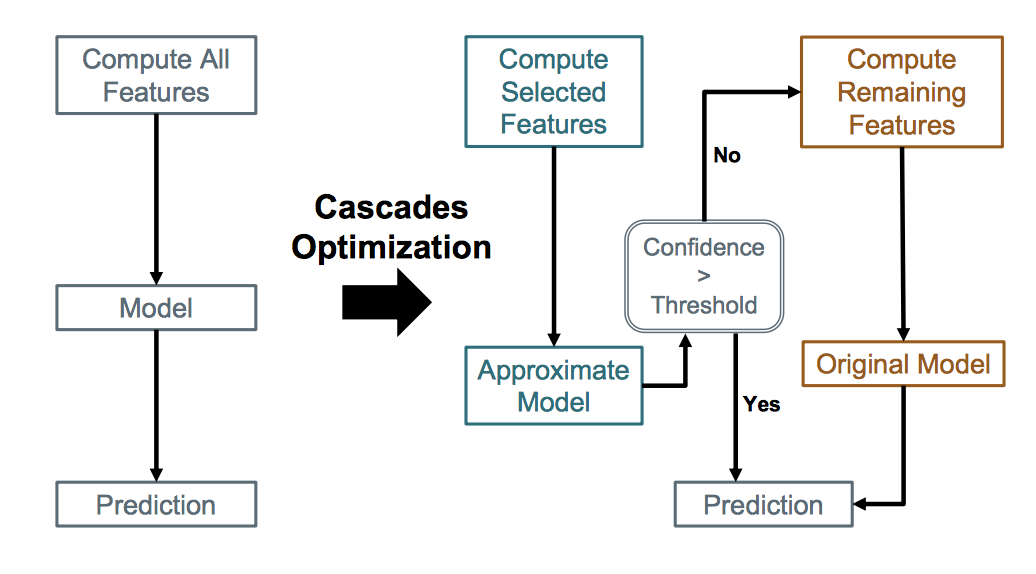 Compute All
Features
Model
Prediction
Cascades
Optimization
Compute
Selected
Features
Approximate
Model
Confidence
>
Threshold
No
Yes
Compute
Remaining
Features
Original Model
Prediction